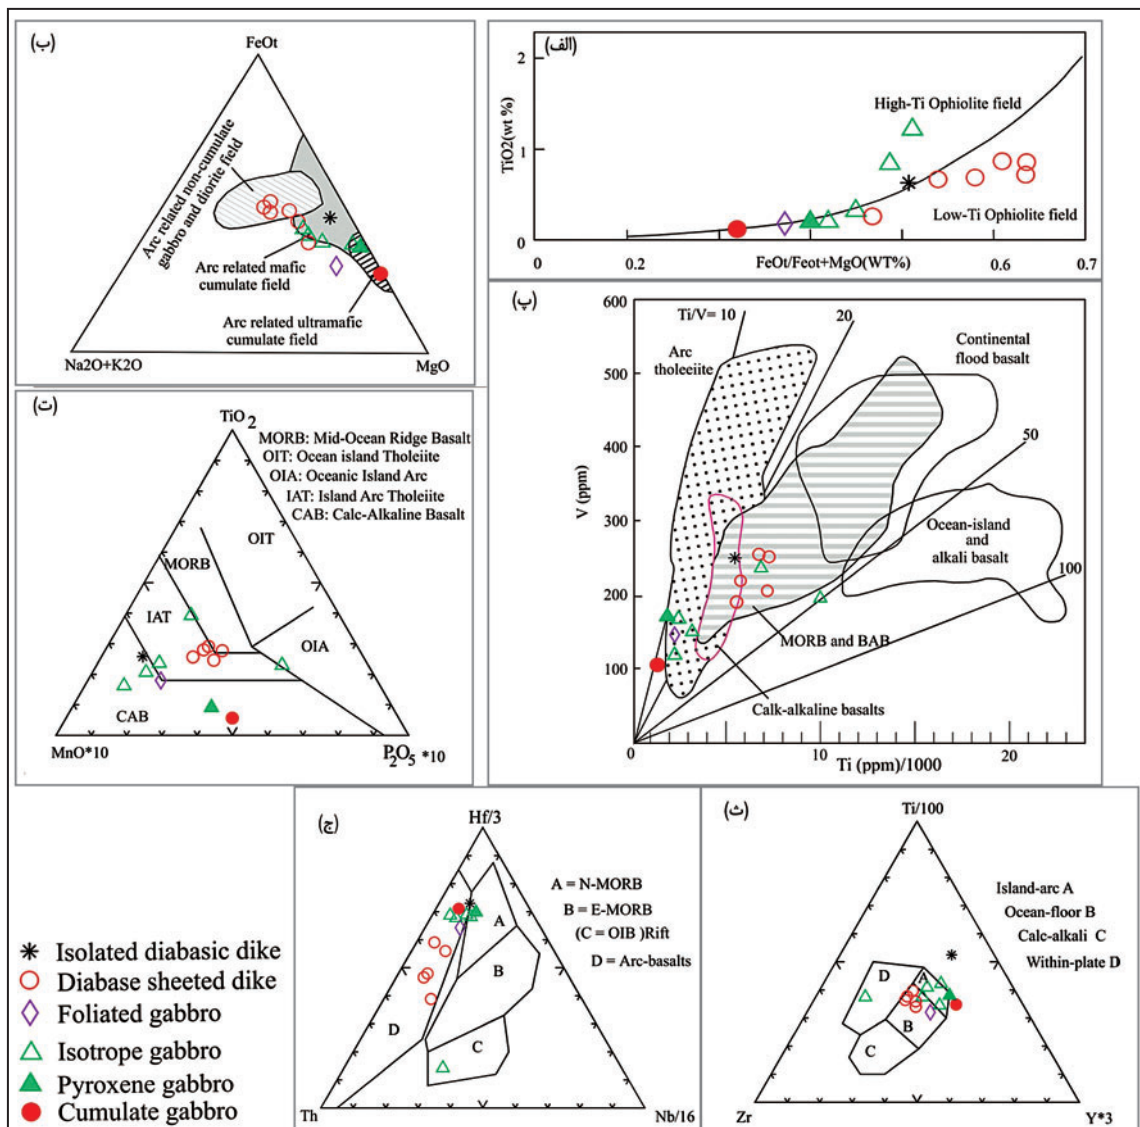 (ب)
FeOt
Arc related non-cumulate
gabbro and diorite field
Arc related mafic
cumulate field
Arc related ultramafic
cumulate field
Na2O+K2O
MgO
(الف)
TiO2(wt %)
2
1
0
High-Ti Ophiolite field
Low-Ti Ophiolite field
0
0.2
FeOt/Feot+MgO(WT%)
0.6
0.7
(پ)
V (ppm)
600
500
400
300
200
100
0
Ti/V= 10
20
50
100
Arc
tholeeiite
Continental
flood basalt
Ocean-island
and
alkali basalt
MORB and BAB
Calk-alkaline basalts
10
20
Ti (ppm)/1000
(ت)
TiO2
MORB: Mid-Ocean Ridge Basalt
OIT: Ocean island Tholeiite
OIA: Oceanic Island Arc
IAT: Island Arc Tholeiite
CAB: Calc-Alkaline Basalt
OIT
MORB
IAT
OIA
CAB
MnO*10
P2O5 *10
(ج)
Hf/3
A = N-MORB
B = E-MORB
(C = OIB )Rift
D = Arc-basalts
A
B
D
C
Th
Nb/16
(ث)
Ti/100
Island-arc A
Ocean-floor B
Calc-alkali C
Within-plate D
D
A
B
C
Zr
Y*3
Isolated diabasic dike
Diabase sheeted dike
Foliated gabbro
Isotrope gabbro
Pyroxene gabbro
Cumulate gabbro